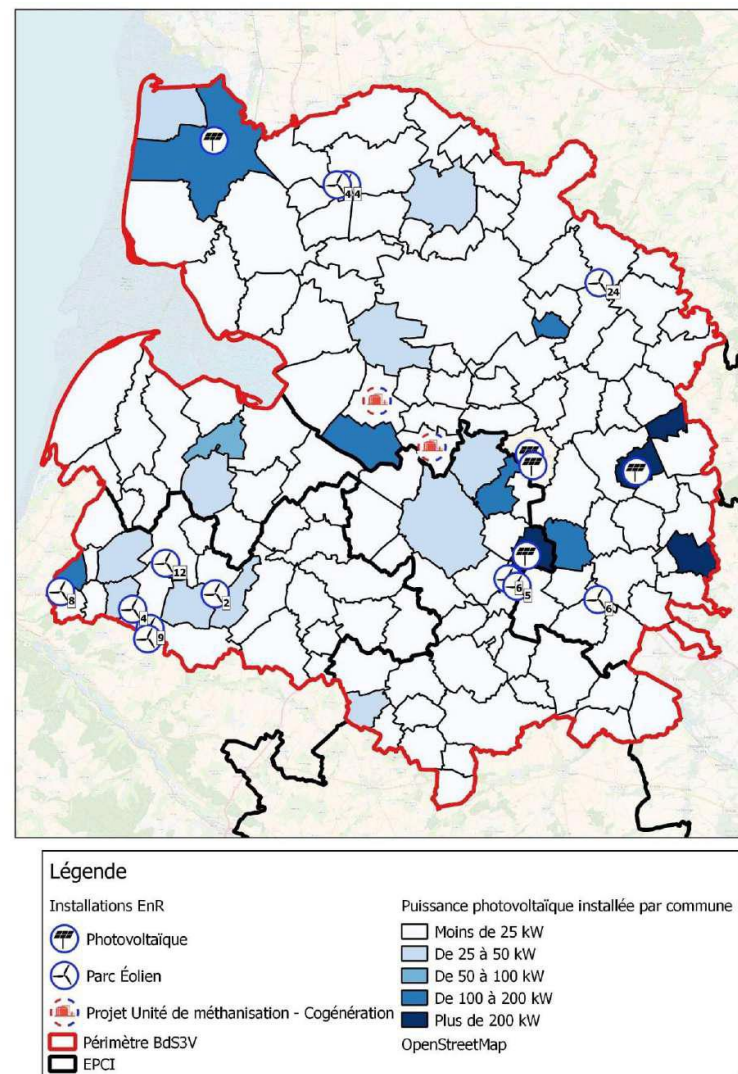 4 4
24
12
2
8
4
9
6
5
6
Légende
Installations EnR
Photovoltaïque
Parc Éolien
Projet Unité de méthanisation - Cogénération
Périmètre BdS3V
EPCI
Puissance photovoltaïque installée par commune
Moins de 25 kW
De 25 à 50 kW
De 50 à 100 kW
De 100 à 200 kW
Plus de 200 kW
OpenStreetMap